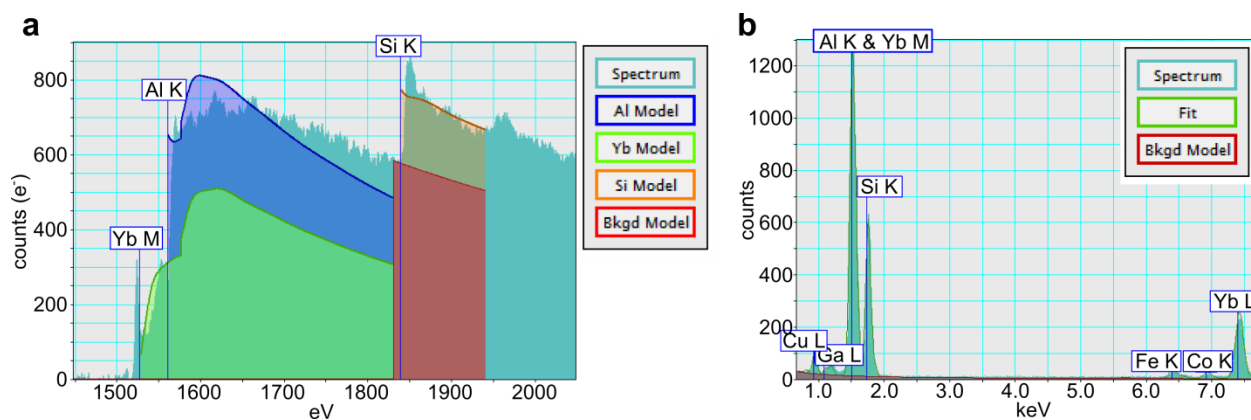 a
counts (e-)
800
600
400
200
0
Yb M
Al K
Si K
1500
1600
1700
1800
1900
2000
eV
Spectrum
Al Model
Yb Model
Si Model
Bkgd Model
b
counts
1200
1000
800
600
400
200
0
Al K & Yb M
Si K
Cu L
Ga L
Fe K
Co K
Yb L
1.0
2.0
3.0
4.0
5.0
6.0
7.0
keV
Spectrum
Fit
Bkgd Model